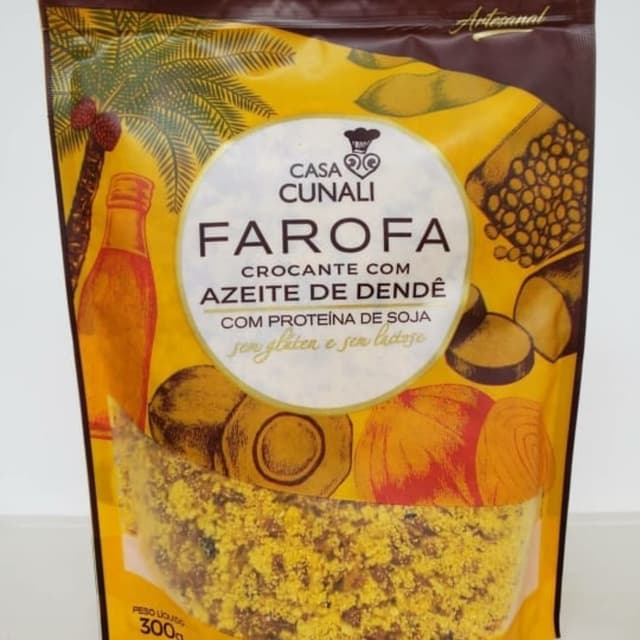 Artesanal
CASA
CUNALI
FAROFA
CROCANTE COM
AZEITE DE DENDÊ
COM PROTEÍNA DE SOJA
sem glúten e sem lactose
PESO LÍQUIDO
300g